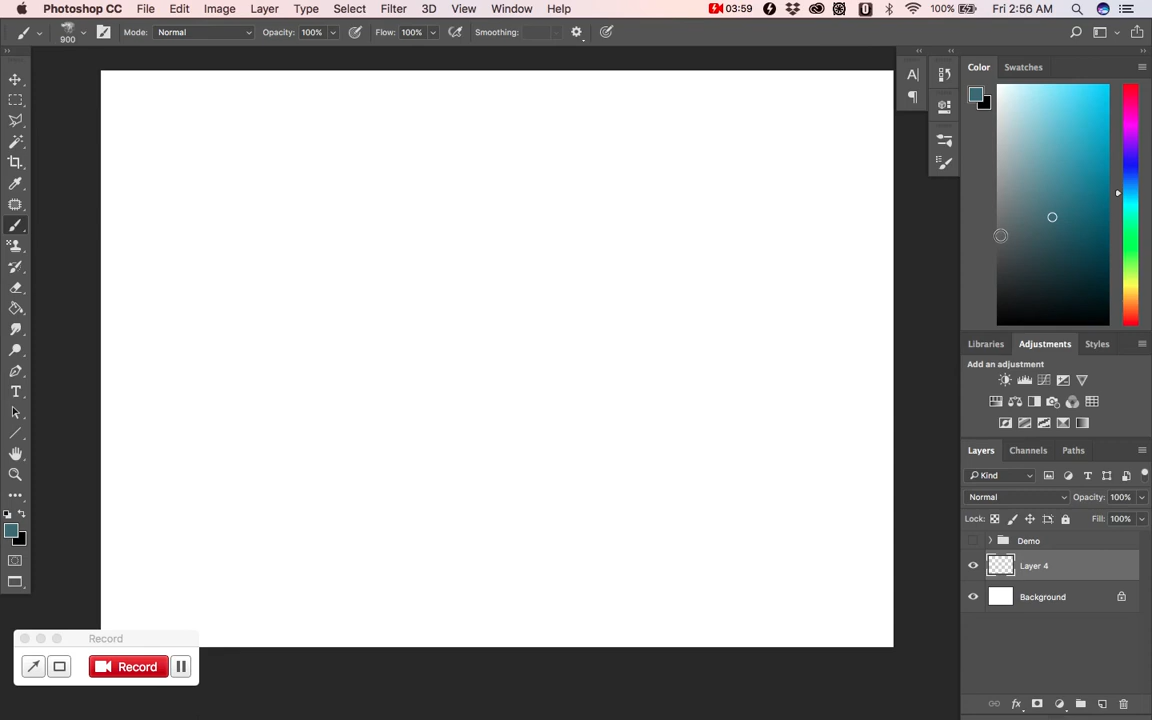 Photoshop CC File Edit Image Layer Type Select Filter 3D View Window Help 03:59 100% Fri 2:56 AM
900 Mode: Normal Opacity: 100% Flow: 100% Smoothing:
Color Swatches
Libraries Adjustments Styles
Add an adjustment
Layers Channels Paths
Kind
Normal Opacity: 100%
Lock: Fill: 100%
Demo
Layer 4
Background
Record
Record